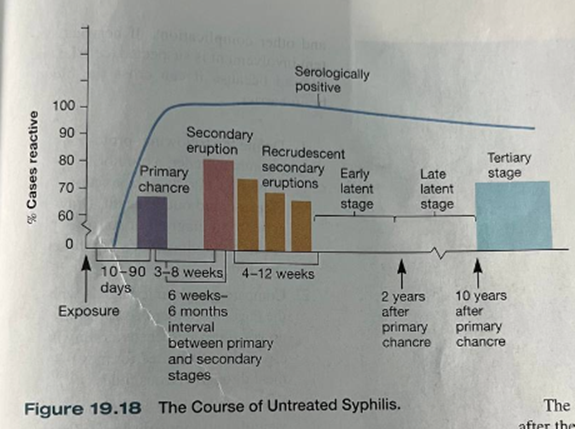 Serologically
positive
% Cases reactive
100
90
80
70
60
0
Secondary
eruption
Primary
chancre
Recrudescent
secondary
eruptions
Early
latent
stage
Late
latent
stage
Tertiary
stage
Exposure
10–90
days
3–8 weeks
4–12 weeks
6 weeks–
6 months
interval
between primary
and secondary
stages
2 years
after
primary
chancre
10 years
after
primary
chancre
Figure 19.18 The Course of Untreated Syphilis.
The
after the